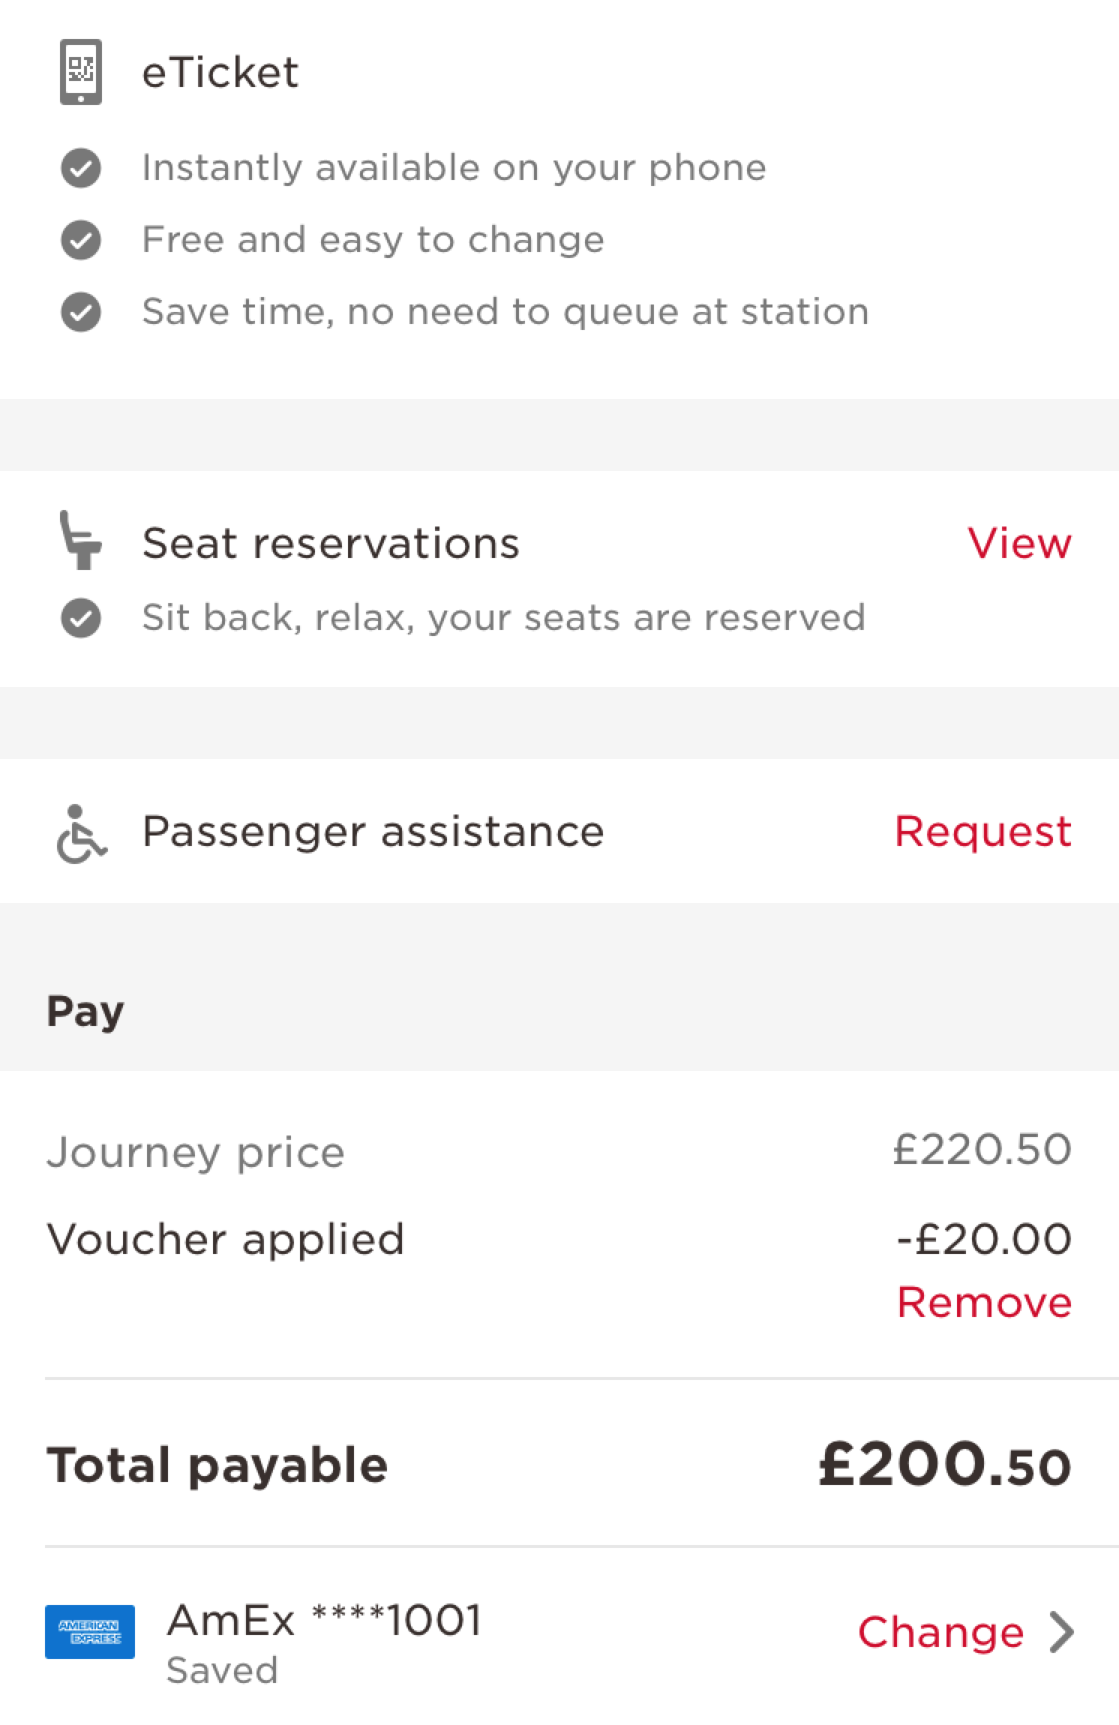 eTicket
Instantly available on your phone
Free and easy to change
Save time, no need to queue at station
Seat reservations View
Sit back, relax, your seats are reserved
Passenger assistance Request
Pay
Journey price £220.50
Voucher applied -£20.00
Remove
Total payable £200.50
AMERICAN
EXPRESS
AmEx ****1001
Saved
Change